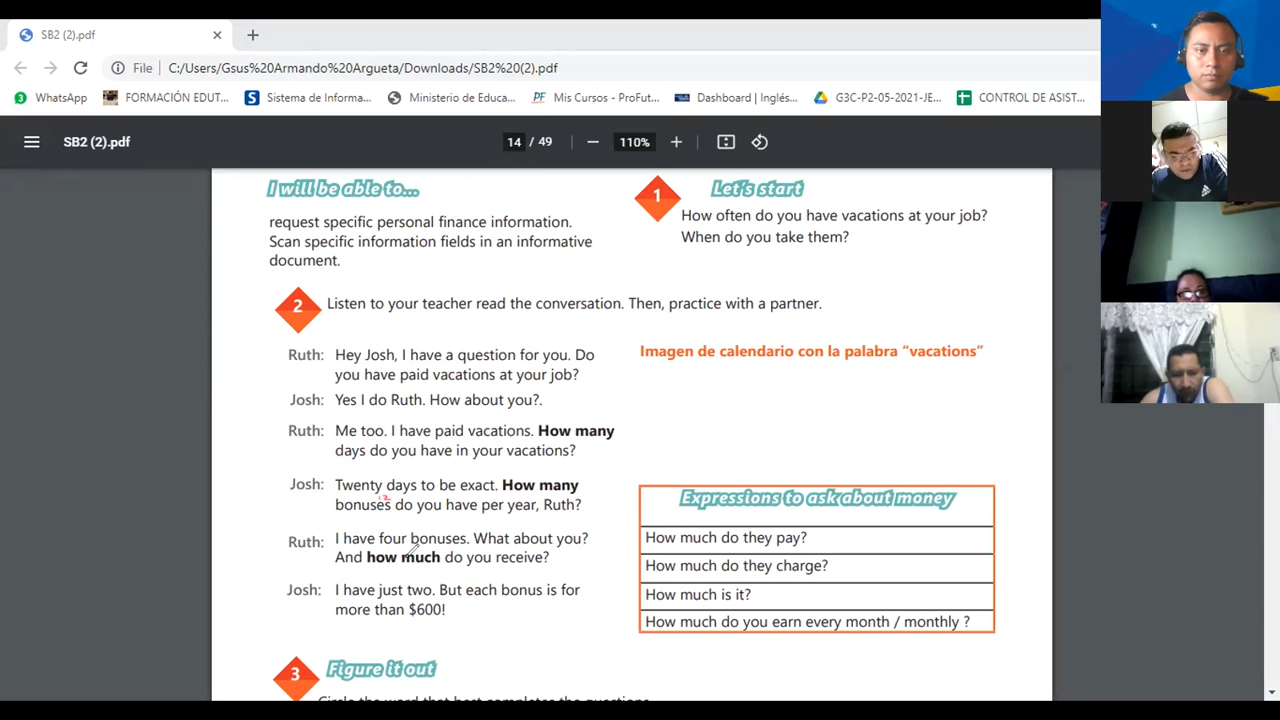 SB2 (2).pdf
File C:/Users/Gsus%20Armando%20Argueta/Downloads/SB2%20(2).pdf
WhatsApp FORMACIÓN EDUT... Sistema de Informa... Ministerio de Educa... PF Mis Cursos — ProFut... Dashboard | Inglés... G3C-P2-05-2021-JE... CONTROL DE ASIST...
SB2 (2).pdf 14 / 49 110%
I will be able to...
request specific personal finance information.
Scan specific information fields in an informative
document.
1 Let's start
How often do you have vacations at your job?
When do you take them?
2 Listen to your teacher read the conversation. Then, practice with a partner.
Ruth: Hey Josh, I have a question for you. Do
you have paid vacations at your job?
Josh: Yes I do Ruth. How about you?.
Ruth: Me too. I have paid vacations. How many
days do you have in your vacations?
Josh: Twenty days to be exact. How many
bonuses do you have per year, Ruth?
Ruth: I have four bonuses. What about you?
And how much do you receive?
Josh: I have just two. But each bonus is for
more than $600!
Imagen de calendario con la palabra “vacations”
Expressions to ask about money
How much do they pay?
How much do they charge?
How much is it?
How much do you earn every month / monthly ?
3 Figure it out
Circle the word that best completes the questions